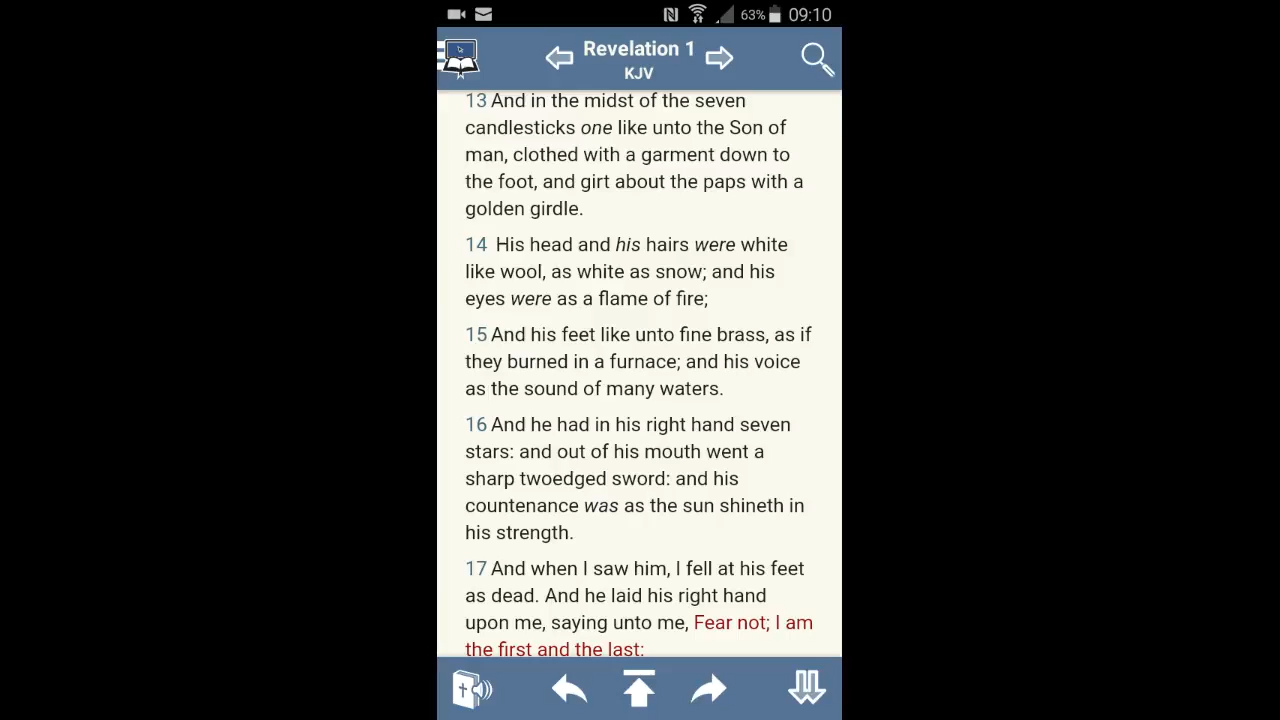 63% 09:10
Revelation 1
KJV
13 And in the midst of the seven
candlesticks one like unto the Son of
man, clothed with a garment down to
the foot, and girt about the paps with a
golden girdle.
14 His head and his hairs were white
like wool, as white as snow; and his
eyes were as a flame of fire;
15 And his feet like unto fine brass, as if
they burned in a furnace; and his voice
as the sound of many waters.
16 And he had in his right hand seven
stars: and out of his mouth went a
sharp twoedged sword: and his
countenance was as the sun shineth in
his strength.
17 And when I saw him, I fell at his feet
as dead. And he laid his right hand
upon me, saying unto me, Fear not; I am
the first and the last: